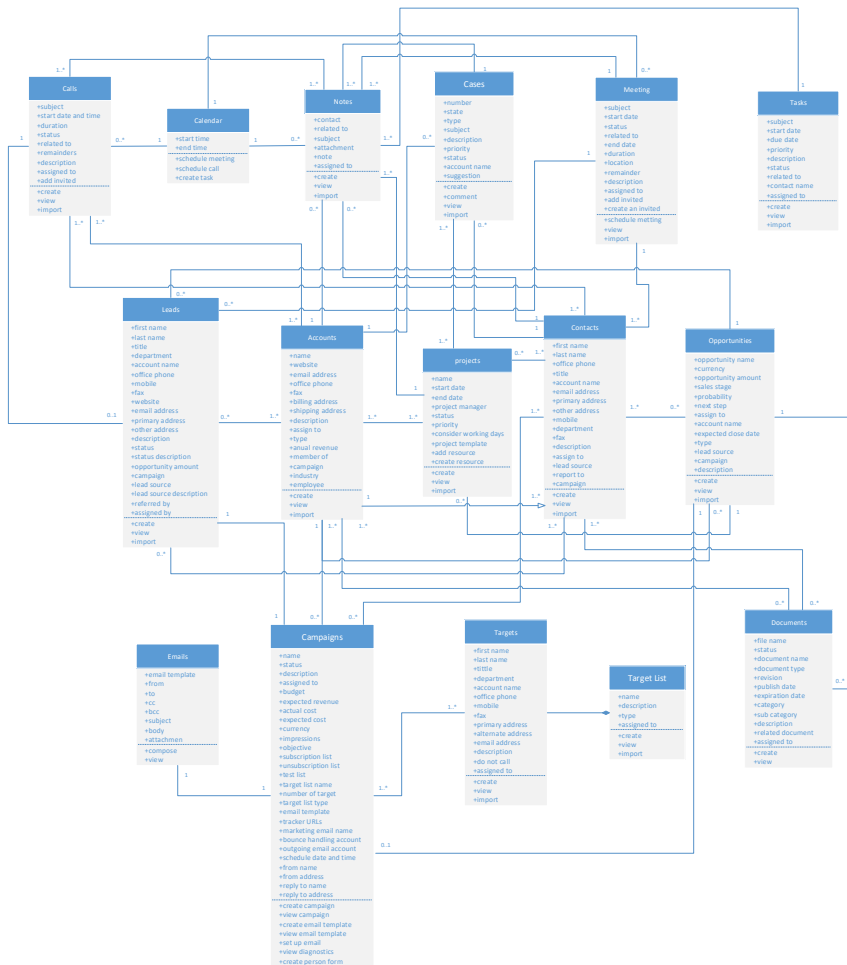 Calls
+subject
+start date and time
+duration
+status
+related to
+remainders
+description
+assigned to
+add invited
+create
+view
+import
Calendar
+start time
+end time
+schedule meeting
+schedule call
+create task
Notes
+contact
+related to
+subject
+attachment
+note
+assigned to
+create
+view
+import
Cases
+number
+state
+type
+subject
+description
+priority
+status
+account name
+suggestion
+create
+comment
+view
+import
Meeting
+subject
+start date
+status
+related to
+end date
+duration
+location
+remainder
+description
+assigned to
+add invited
+create an invited
+schedule metting
+view
+import
Tasks
+subject
+start date
+due date
+priority
+description
+status
+related to
+contact name
+assigned to
+create
+view
+import
Leads
+first name
+last name
+title
+department
+account name
+office phone
+mobile
+fax
+website
+email address
+primary address
+other address
+description
+status
+status description
+opportunity amount
+campaign
+lead source
+lead source description
+referred by
+assigned by
+create
+view
+import
Accounts
+name
+website
+email address
+office phone
+fax
+billing address
+shipping address
+description
+assign to
+type
+anual revenue
+member of
+campaign
+industry
+employee
+create
+view
+import
projects
+name
+start date
+end date
+project manager
+status
+priority
+consider working days
+project template
+add resource
+create resource
+create
+view
+import
Contacts
+first name
+last name
+office phone
+title
+account name
+email address
+primary address
+other address
+mobile
+department
+fax
+description
+assign to
+lead source
+report to
+campaign
+create
+view
+import
Opportunities
+opportunity name
+currency
+opportunity amount
+sales stage
+probability
+next step
+assign to
+account name
+expected close date
+type
+lead source
+campaign
+description
+create
+view
+import
Emails
+email template
+from
+to
+cc
+bcc
+subject
+body
+attachmen
+compose
+view
Campaigns
+name
+status
+description
+assigned to
+budget
+expected revenue
+actual cost
+expected cost
+currency
+impressions
+objective
+subscription list
+unsubscription list
+test list
+target list name
+number of target
+target list type
+email template
+tracker URLs
+marketing email name
+bounce handling account
+outgoing email account
+schedule date and time
+from name
+from address
+reply to name
+reply to address
+create campaign
+view campaign
+create email template
+view email template
+set up email
+view diagnostics
+create person form
Targets
+first name
+last name
+tittle
+department
+account name
+office phone
+mobile
+fax
+primary address
+alternate address
+email address
+description
+do not call
+assigned to
+create
+view
+import
Target List
+name
+description
+type
+assigned to
+create
+view
+import
Documents
+file name
+status
+document name
+document type
+revision
+publish date
+expiration date
+category
+sub category
+description
+related document
+assigned to
+create
+view